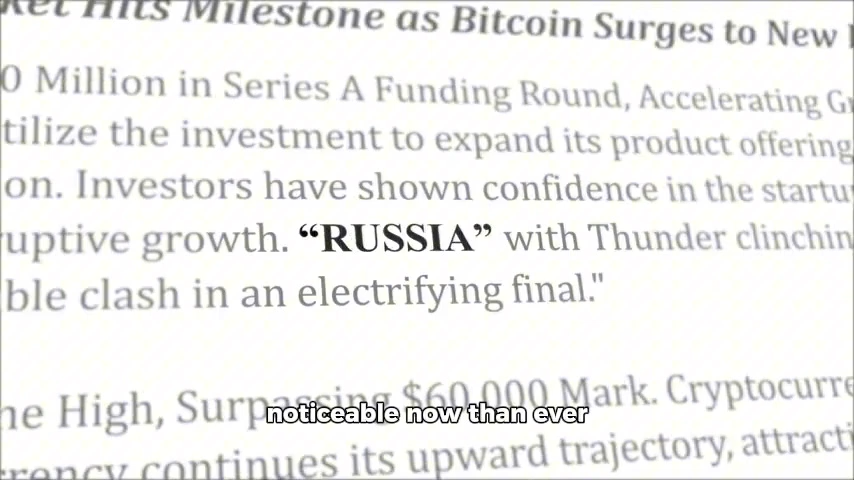 Hits Milestone as Bitcoin Surges to New
0 Million in Series A Funding Round, Accelerating
tilize the investment to expand its product offering
on. Investors have shown confidence in the startu
uptive growth. “RUSSIA” with Thunder clinchin
ble clash in an electrifying final."
he High, Surpassing $60,000 Mark. Cryptocurre
noticeable now than ever
rrency continues its upward trajectory, attracti